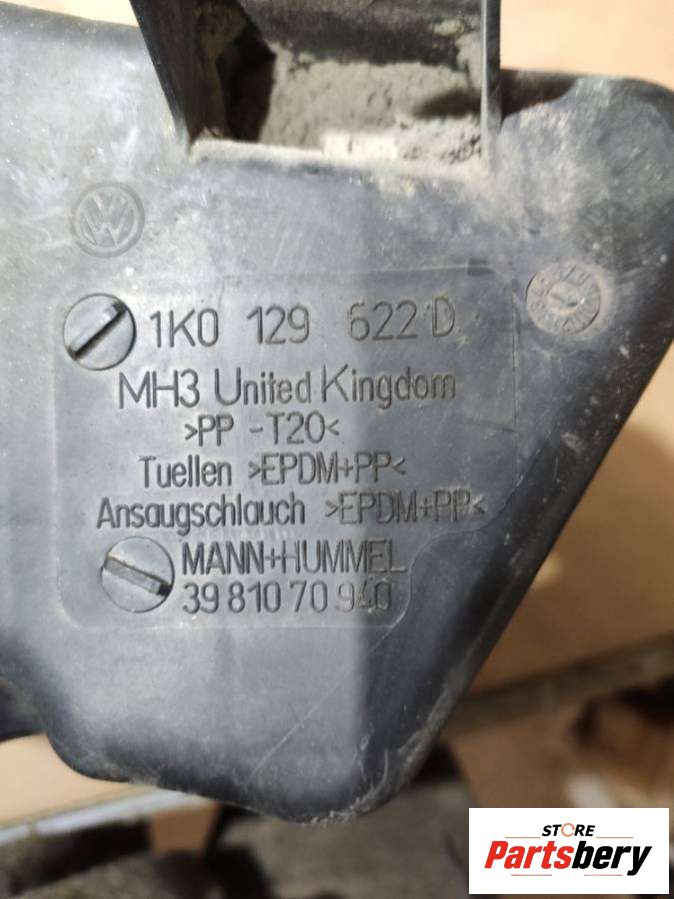 VW
1K0 129 622 D
MH3 United Kingdom
>PP -T20<
Tuellen >EPDM+PP<
Ansaugschlauch >EPDM+PP<
MANN+HUMMEL
39 810 70 940
STORE
Partsbery